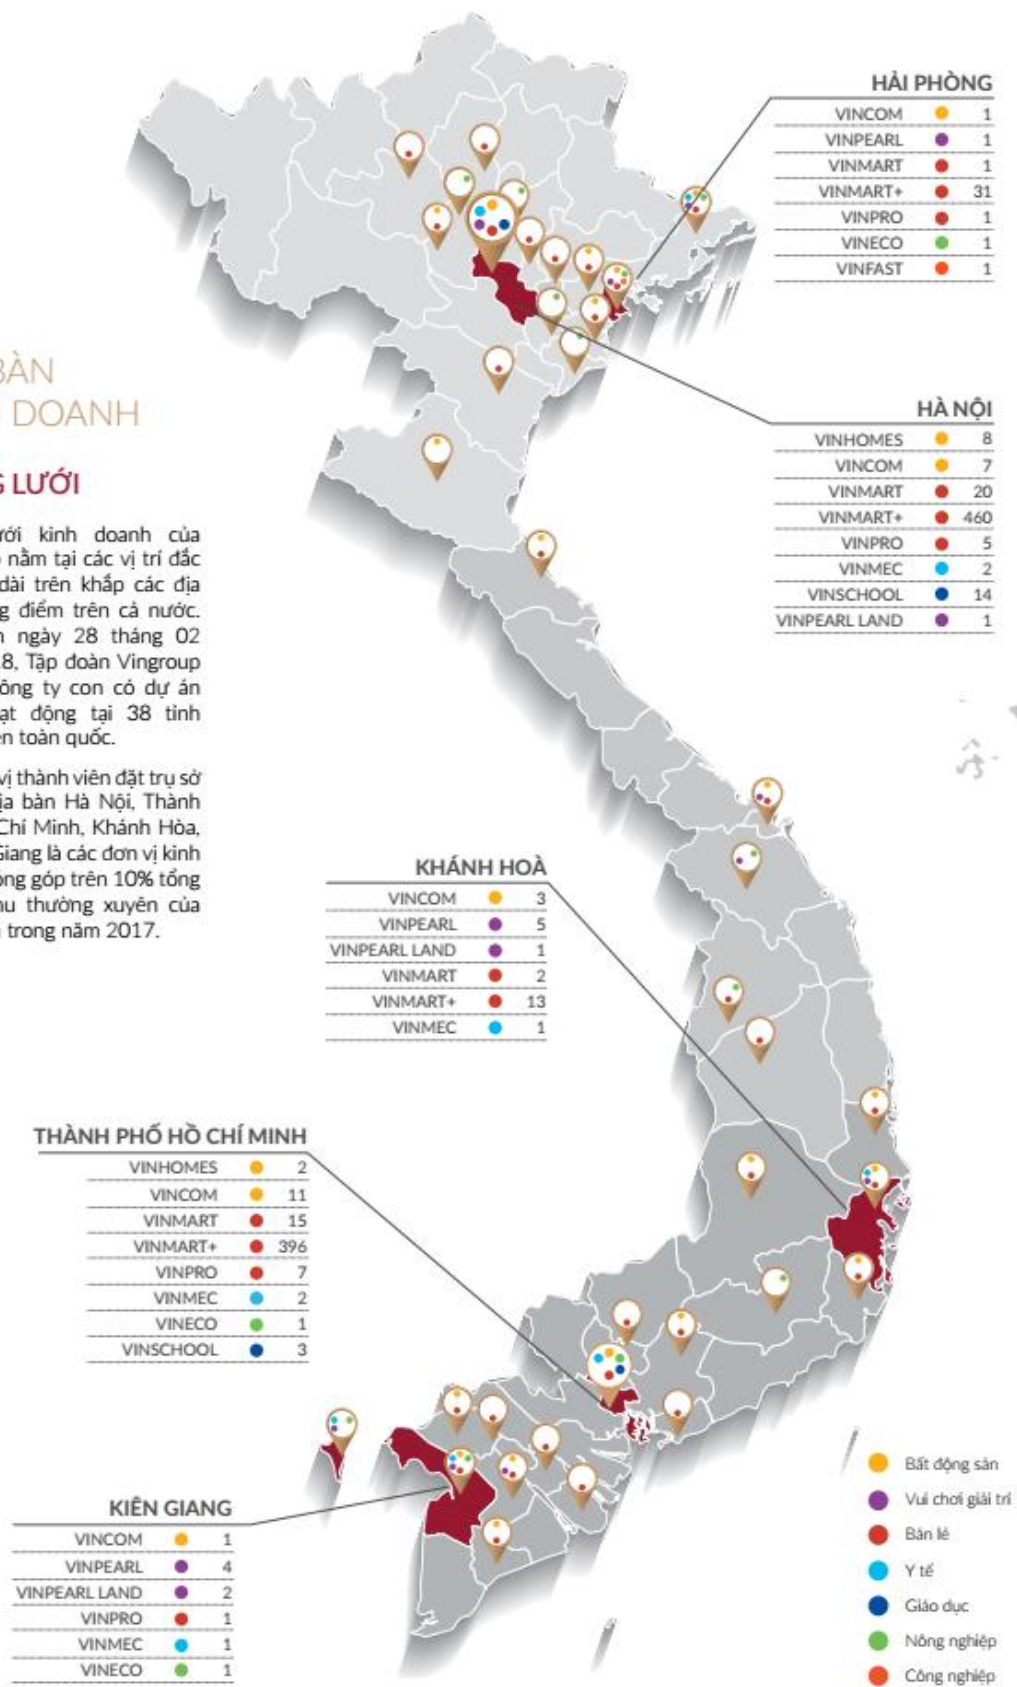 BÀN
DOANH
LƯỚI
kinh doanh của
nằm tại các vị trí đắc
dài trên khắp các địa
điểm trên cả nước.
ngày 28 tháng 02
Tập đoàn Vingroup
công ty con có dự án
động tại 38 tỉnh
toàn quốc.
vị thành viên đặt trụ sở
bàn Hà Nội, Thành
Chí Minh, Khánh Hòa,
Giang là các đơn vị kinh
góp trên 10% tổng
thường xuyên của
trong năm 2017.
HẢI PHÒNG
VINCOM 1
VINPEARL 1
VINMART 1
VINMART+ 31
VINPRO 1
VINECO 1
VINFAST 1
HÀ NỘI
VINHOMES 8
VINCOM 7
VINMART 20
VINMART+ 460
VINPRO 5
VINMEC 2
VINSCHOOL 14
VINPEARL LAND 1
KHÁNH HOÀ
VINCOM 3
VINPEARL 5
VINPEARL LAND 1
VINMART 2
VINMART+ 13
VINMEC 1
THÀNH PHỐ HỒ CHÍ MINH
VINHOMES 2
VINCOM 11
VINMART 15
VINMART+ 396
VINPRO 7
VINMEC 2
VINECO 1
VINSCHOOL 3
KIÊN GIANG
VINCOM 1
VINPEARL 4
VINPEARL LAND 2
VINPRO 1
VINMEC 1
VINECO 1
Bất động sản
Vui chơi giải trí
Bán lẻ
Y tế
Giáo dục
Nông nghiệp
Công nghiệp